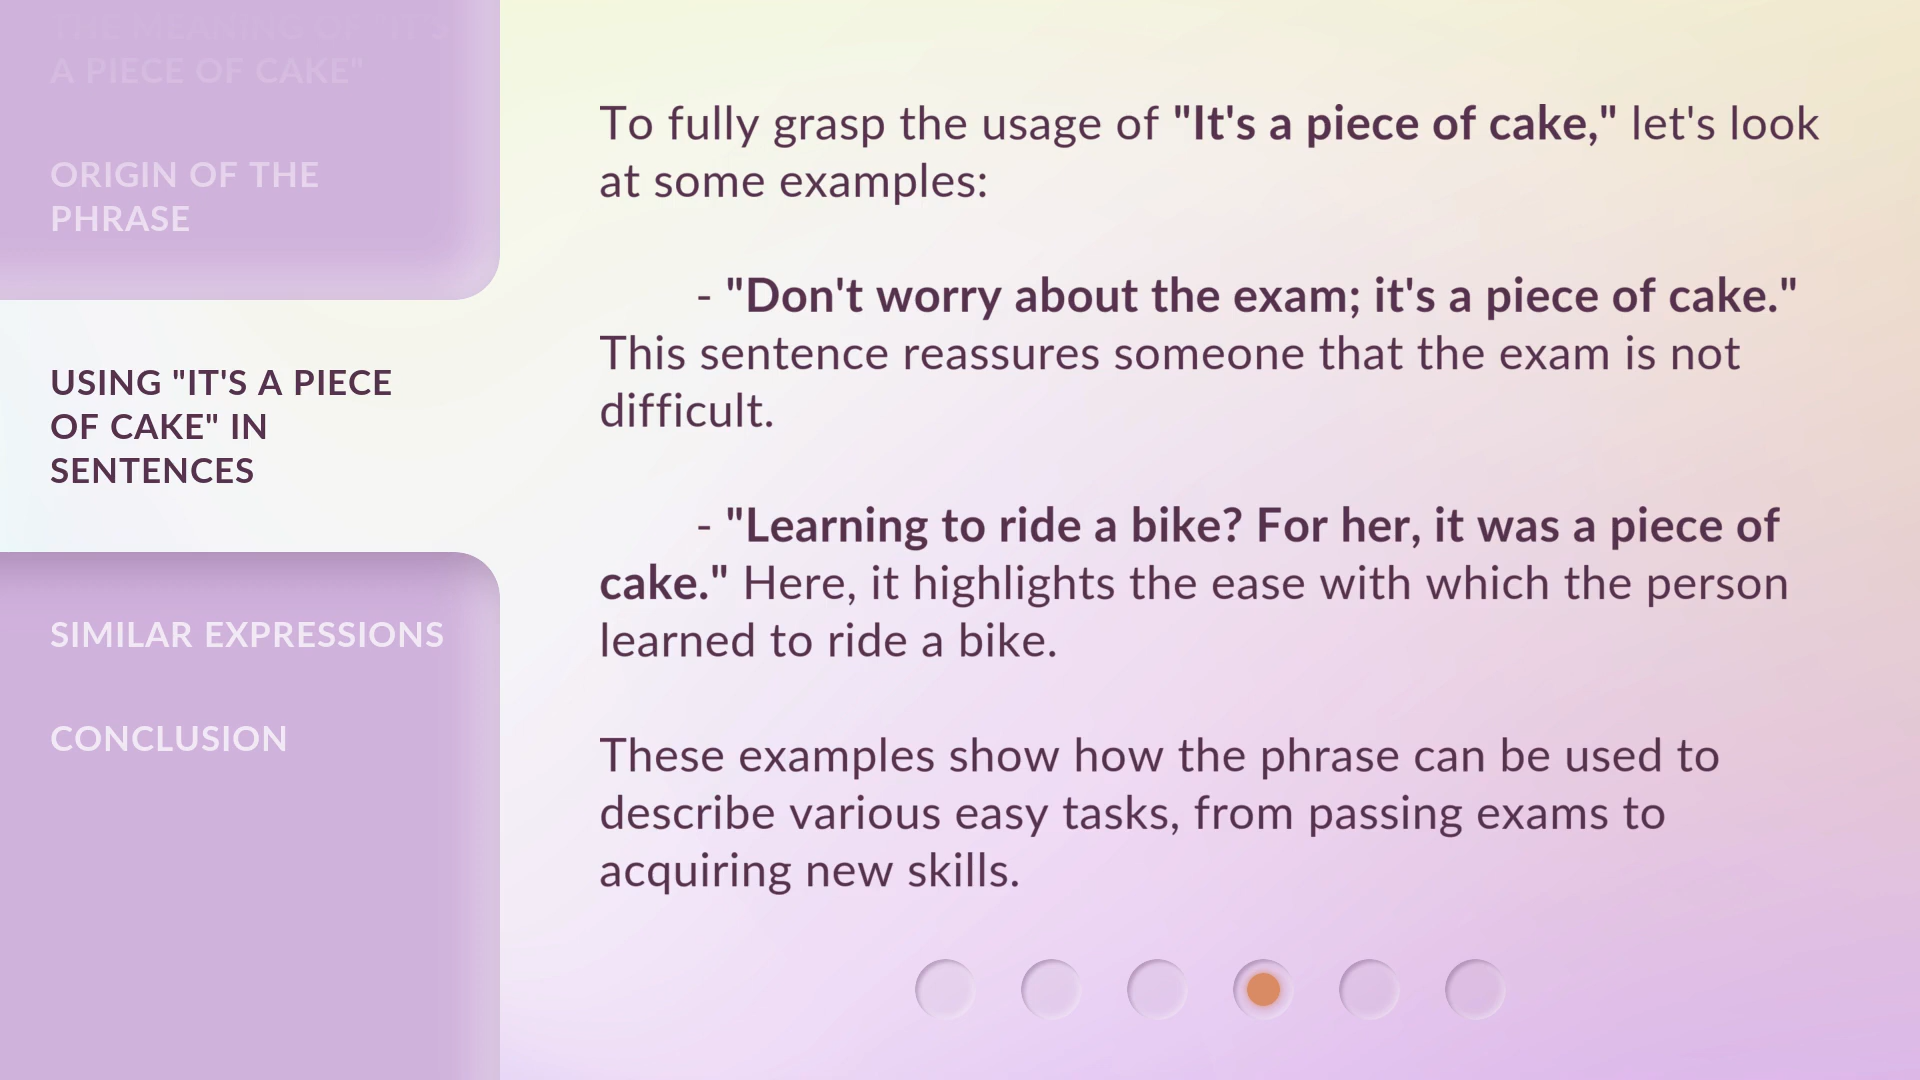 THE MEANING OF "IT'S
A PIECE OF CAKE"
ORIGIN OF THE
PHRASE
USING "IT'S A PIECE
OF CAKE" IN
SENTENCES
SIMILAR EXPRESSIONS
CONCLUSION
To fully grasp the usage of "It's a piece of cake," let's look
at some examples:
- "Don't worry about the exam; it's a piece of cake."
This sentence reassures someone that the exam is not
difficult.
- "Learning to ride a bike? For her, it was a piece of
cake." Here, it highlights the ease with which the person
learned to ride a bike.
These examples show how the phrase can be used to
describe various easy tasks, from passing exams to
acquiring new skills.